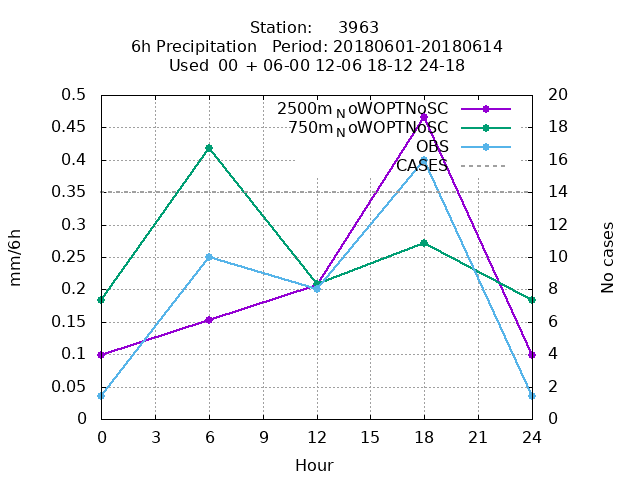 Station: 3963
6h Precipitation Period: 20180601-20180614
Used 00 + 06-00 12-06 18-12 24-18
0.5
0.45
0.4
0.35
0.3
0.25
0.2
0.15
0.1
0.05
0
20
18
16
14
12
10
8
6
4
2
0
2500m_NoWOPTNoSC
750m_NoWOPTNoSC
OBS
CASES
mm/6h
No cases
0 3 6 9 12 15 18 21 24
Hour